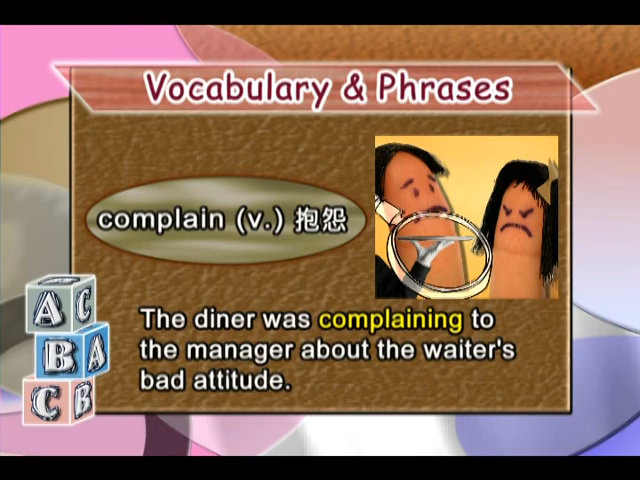 Vocabulary & Phrases
complain (v.) 抱怨
The diner was complaining to
the manager about the waiter's
bad attitude.
A C
B A
C B